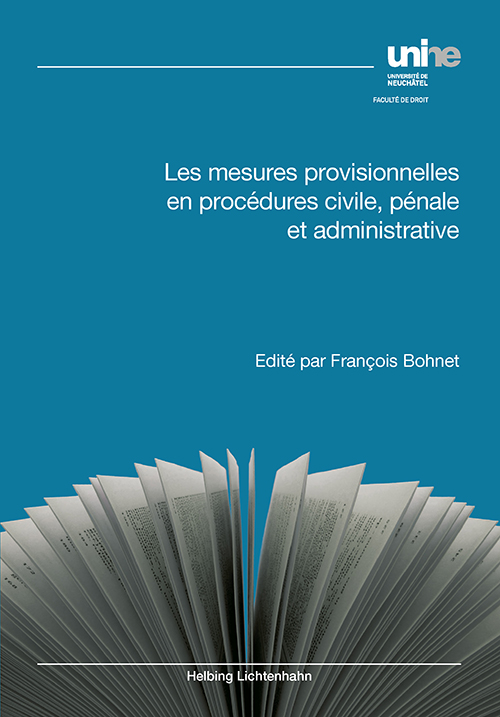 unine
UNIVERSITÉ DE
NEUCHÂTEL
FACULTÉ DE DROIT
Les mesures provisionnelles
en procédures civile, pénale
et administrative
Edité par François Bohnet
Helbing Lichtenhahn